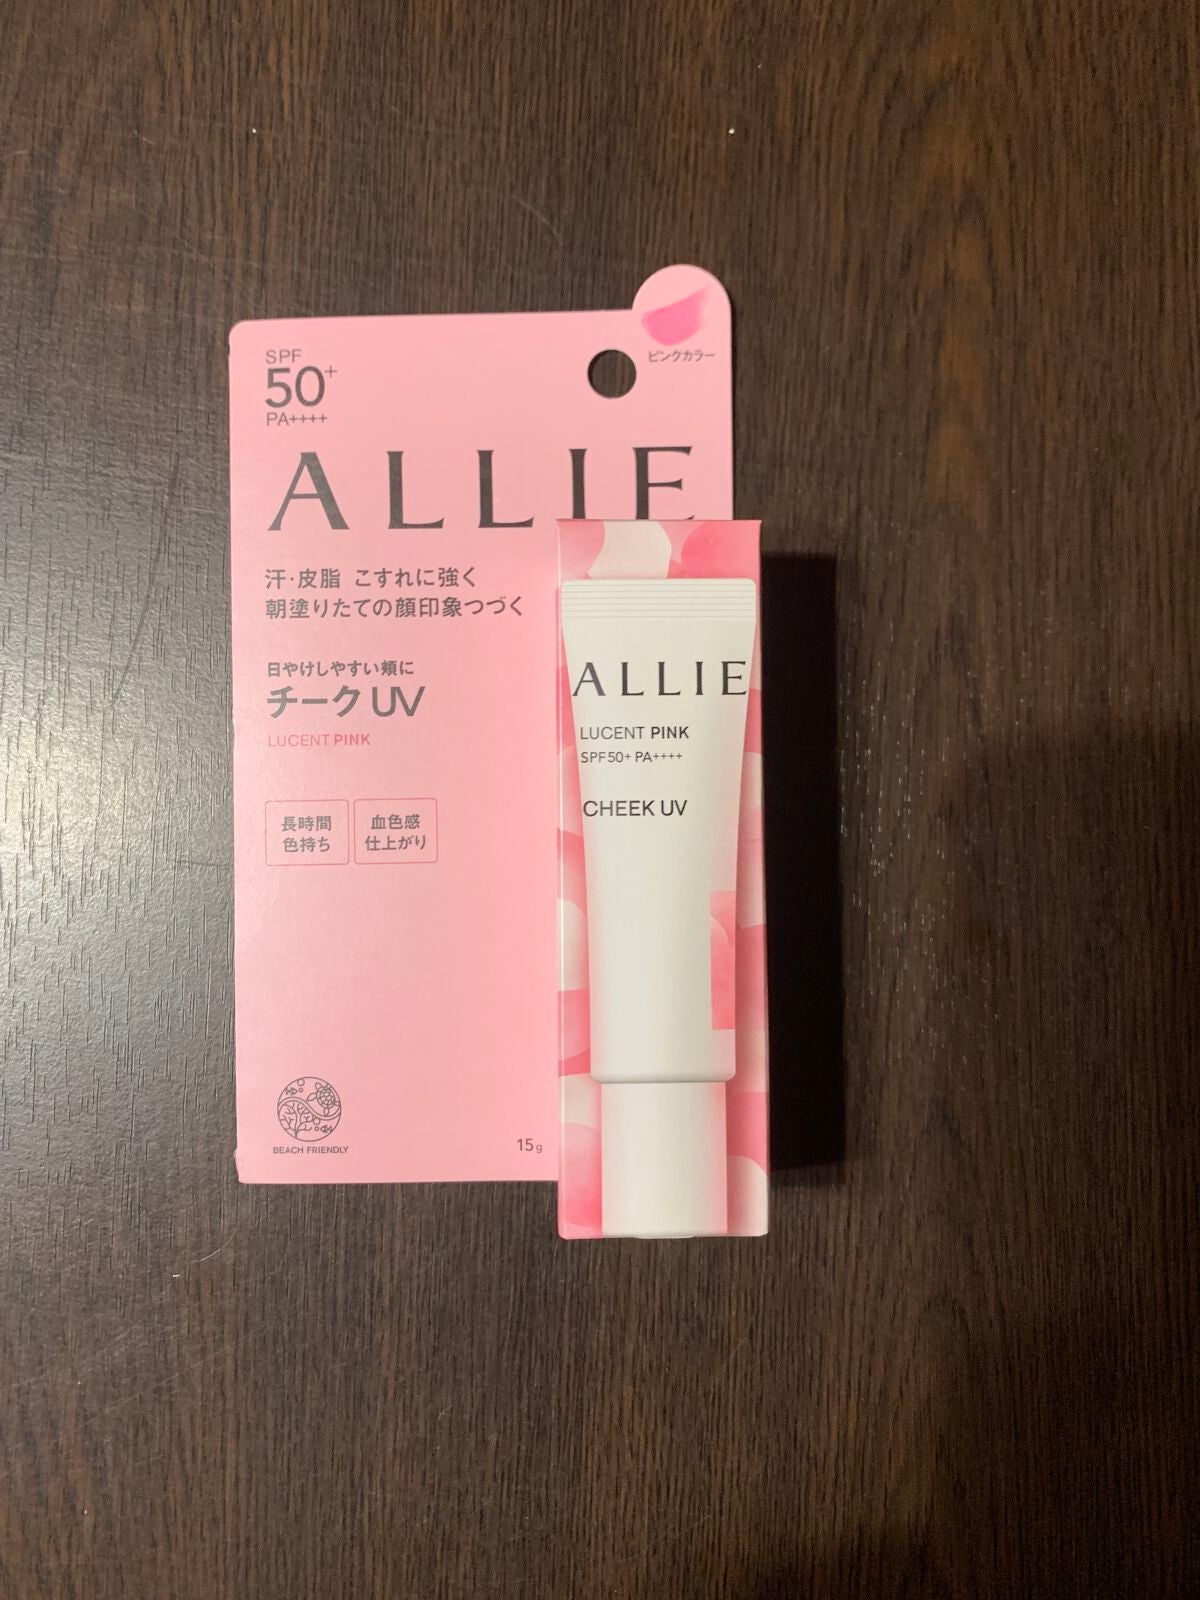 ピンクカラー
SPF
50+
PA++++
ALLIE
汗・皮脂 こすれに強く
朝塗りたての顔印象つづく
日やけしやすい頬に
チークUV
LUCENT PINK
長時間
色持ち
血色感
仕上がり
BEACH FRIENDLY
15g
ALLIE
LUCENT PINK
SPF50+ PA++++
CHEEK UV